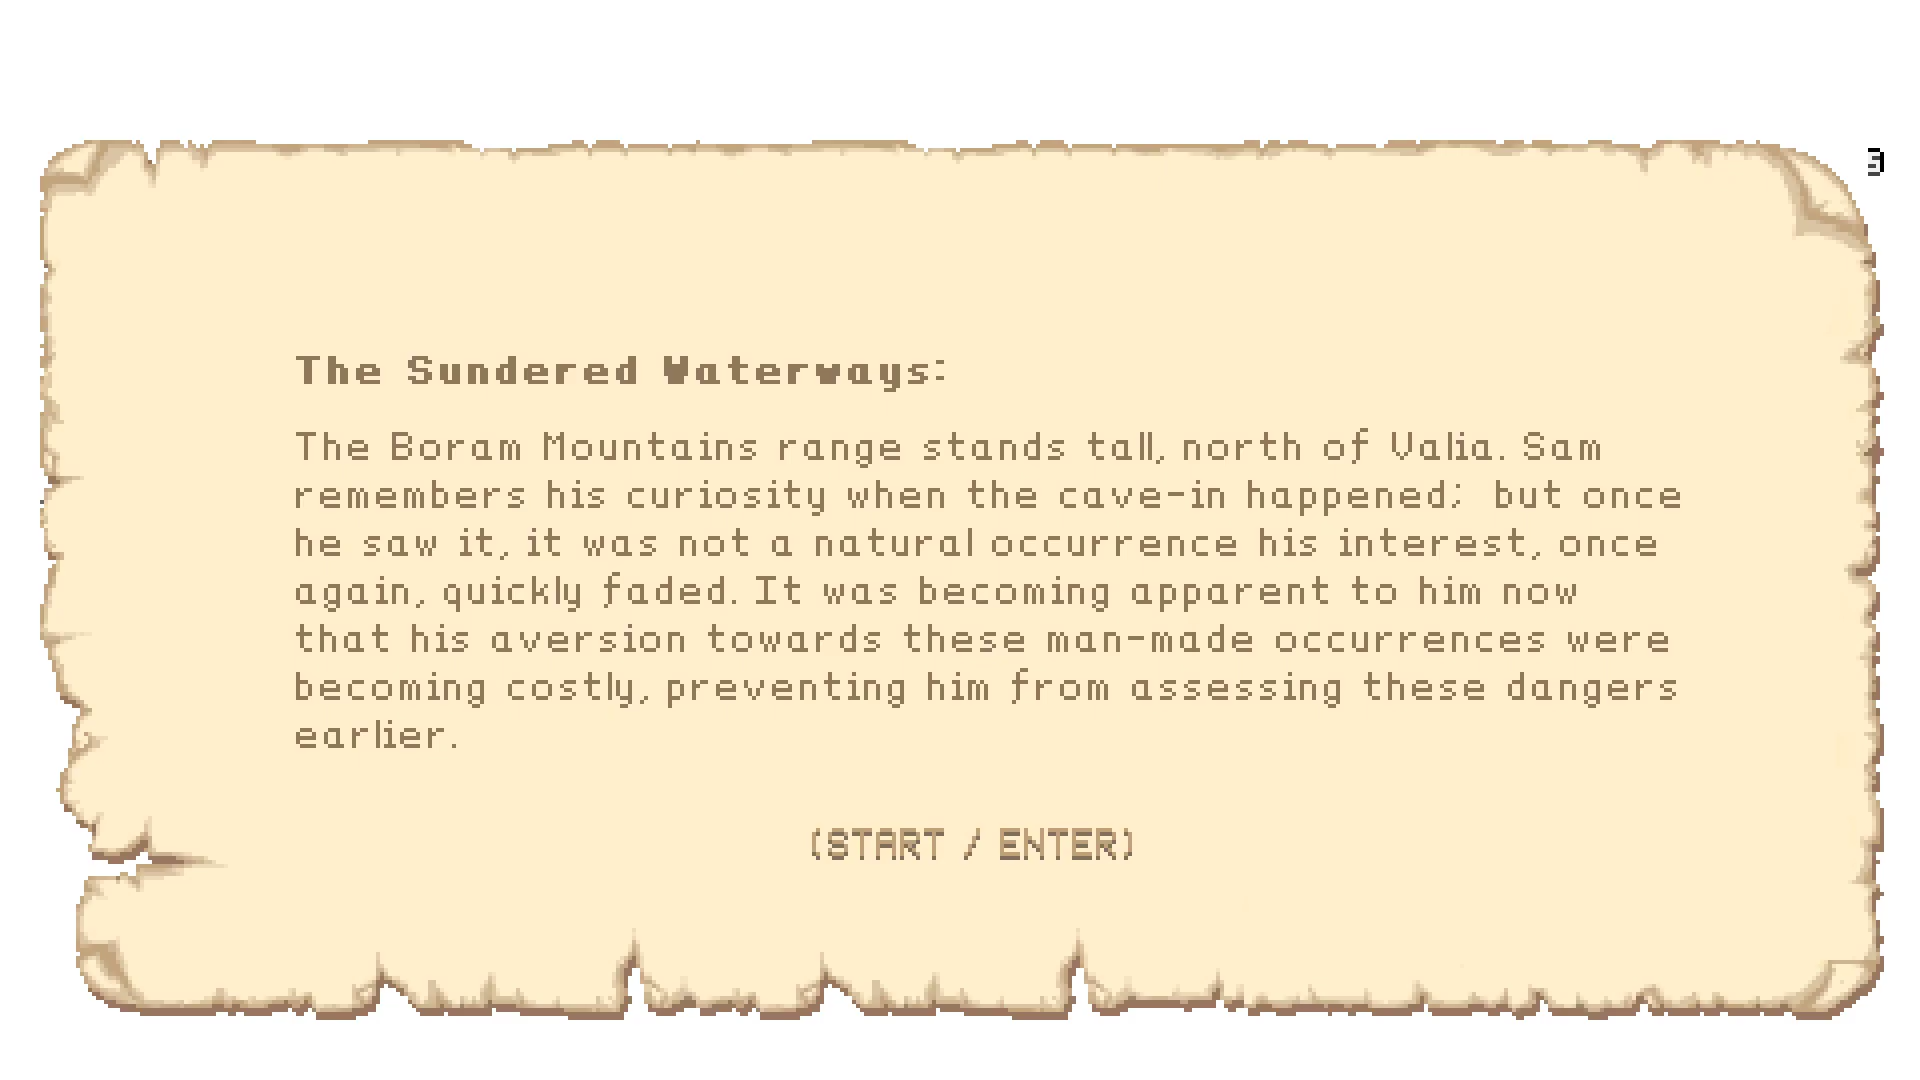 The Sundered Waterways:
The Boram Mountains range stands tall, north of Valia. Sam
remembers his curiosity when the cave-in happened; but once
he saw it, it was not a natural occurrence his interest, once
again, quickly faded. It was becoming apparent to him now
that his aversion towards these man-made occurrences were
becoming costly, preventing him from assessing these dangers
earlier.
(START / ENTER)